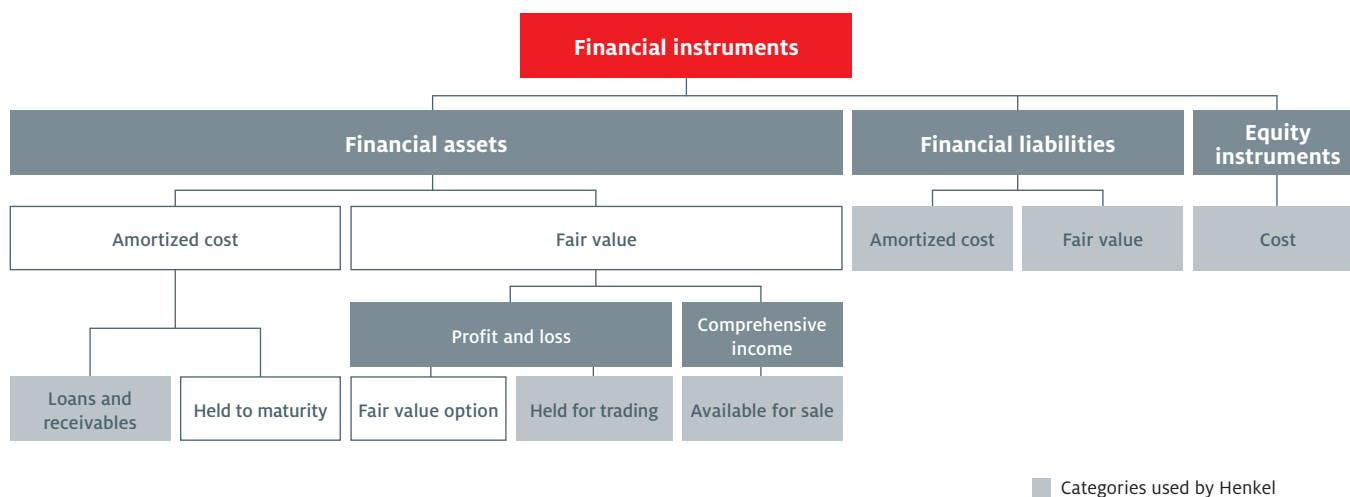 Financial instruments
Financial assets
Financial liabilities
Equity
instruments
Amortized cost
Fair value
Amortized cost
Fair value
Cost
Profit and loss
Comprehensive
income
Loans and
receivables
Held to maturity
Fair value option
Held for trading
Available for sale
Categories used by Henkel